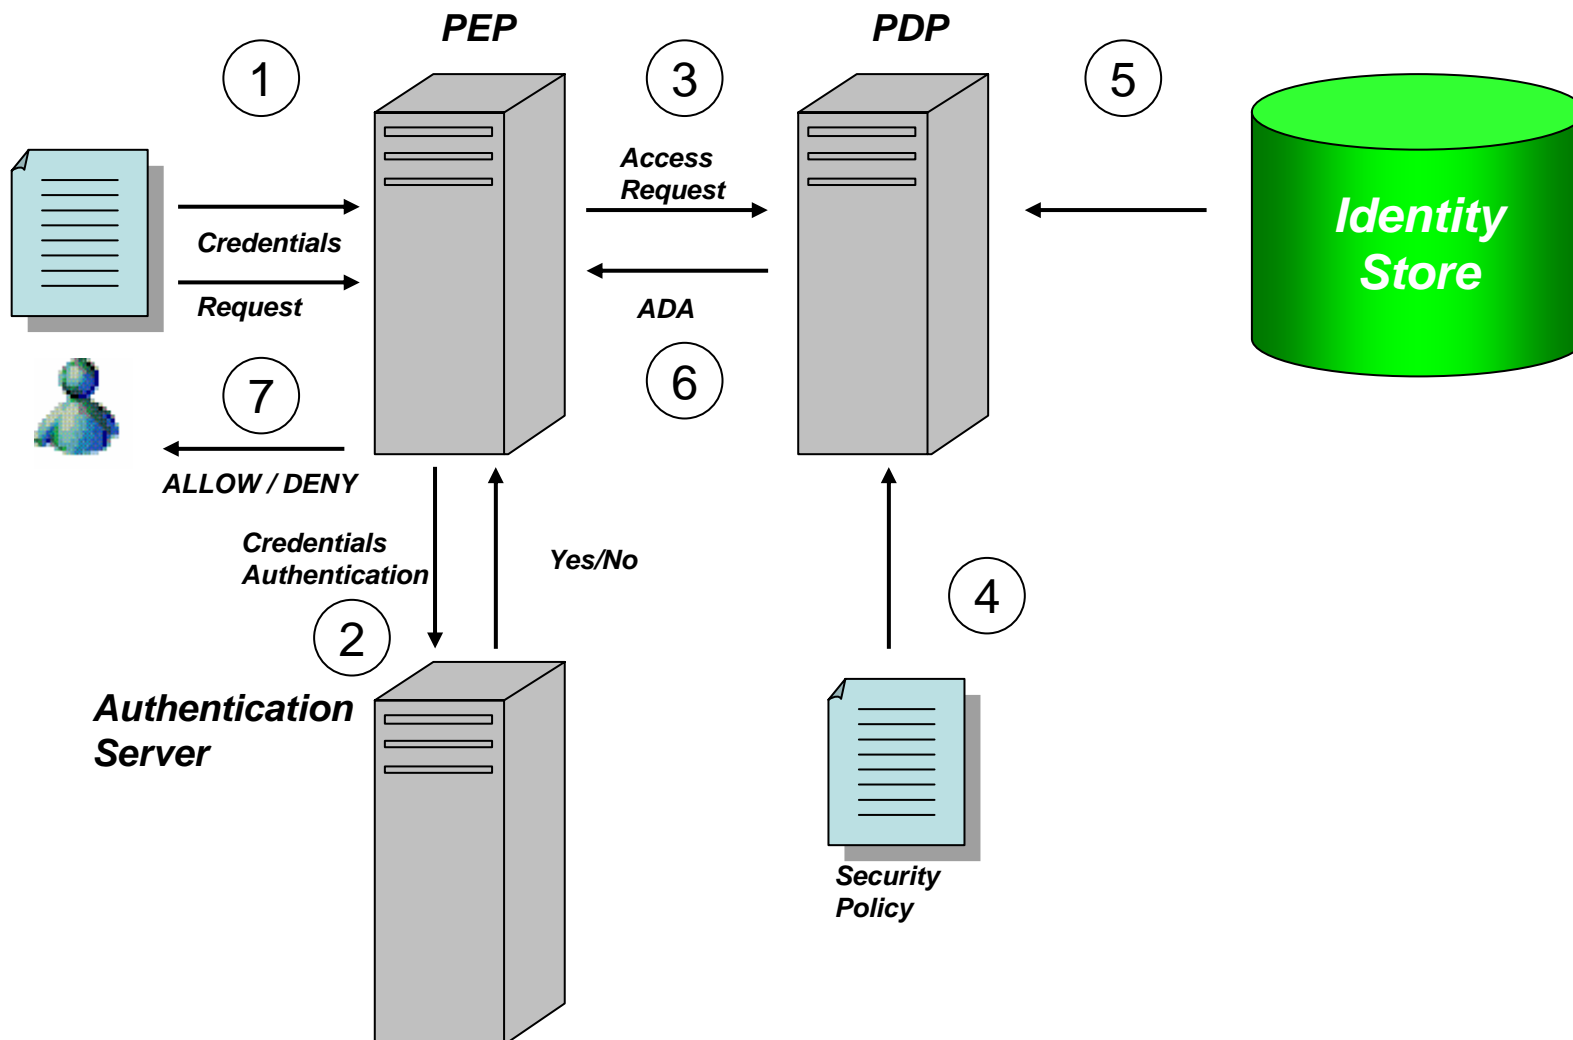 PEP
PDP
1
3
5
Access
Request
Credentials
Request
ADA
Identity
Store
7
6
ALLOW / DENY
Credentials
Authentication
Yes/No
2
4
Authentication
Server
Security
Policy